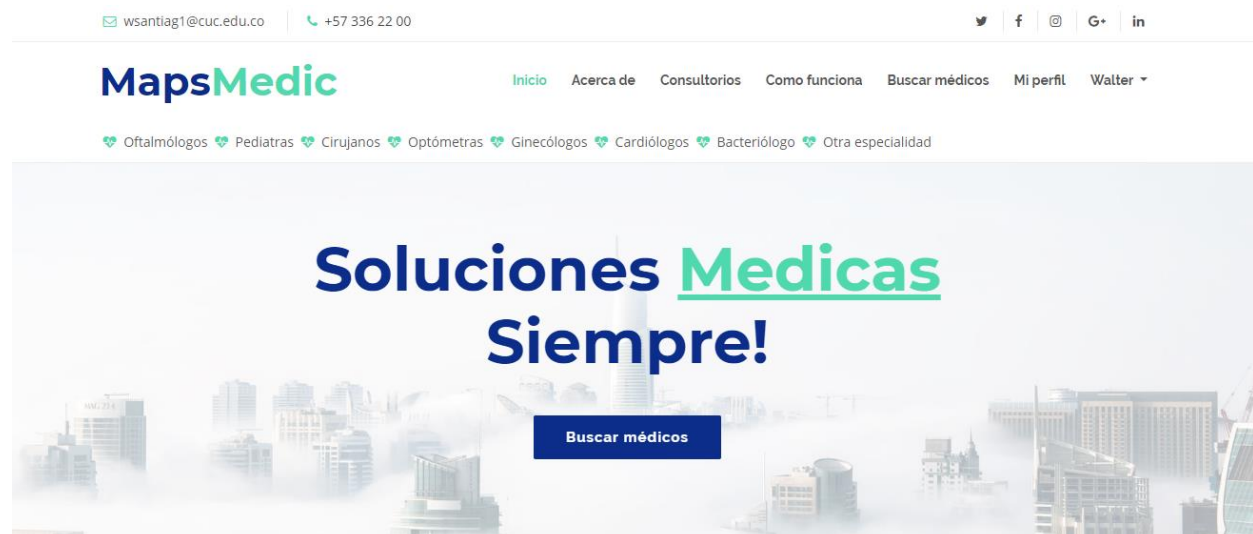 wsantiag1@cuc.edu.co +57 336 22 00 G+ in
MapsMedic Inicio Acerca de Consultorios Como funciona Buscar médicos Mi perfil Walter
Oftalmólogos Pediatras Cirujanos Optómetras Ginecólogos Cardiólogos Bacteriólogo Otra especialidad
Soluciones Medicas
Siempre!
Buscar médicos